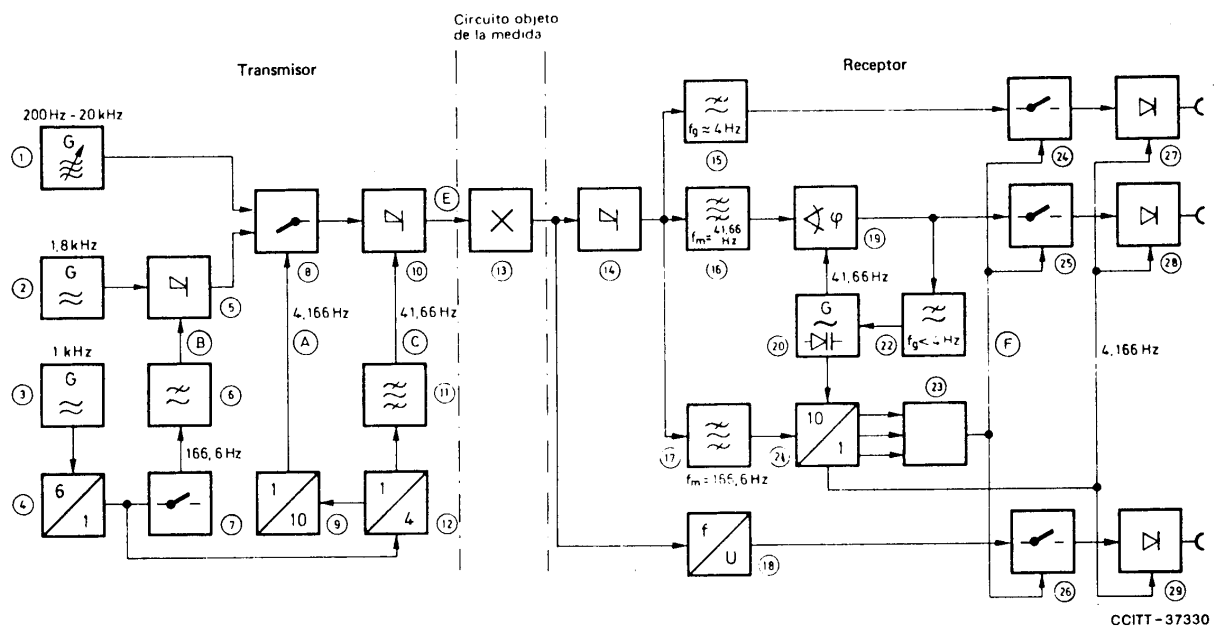 Circuito objeto
de la medida
Transmisor
Receptor
200 Hz - 20 kHz
G
1
1,8 kHz
G
2
1 kHz
G
3
6
1
4
5
B
6
166,6 Hz
7
8
4,166 Hz
A
1
10
9
10
41,66 Hz
C
11
1
4
12
E
13
14
fg ≈ 4 Hz
15
fm = 41,66
Hz
16
17
fm = 166,6 Hz
f
U
18
φ
19
41,66 Hz
G
20
fg < 4 Hz
22
10
1
21
23
F
4,166 Hz
24
25
26
27
28
29
CCITT - 37330